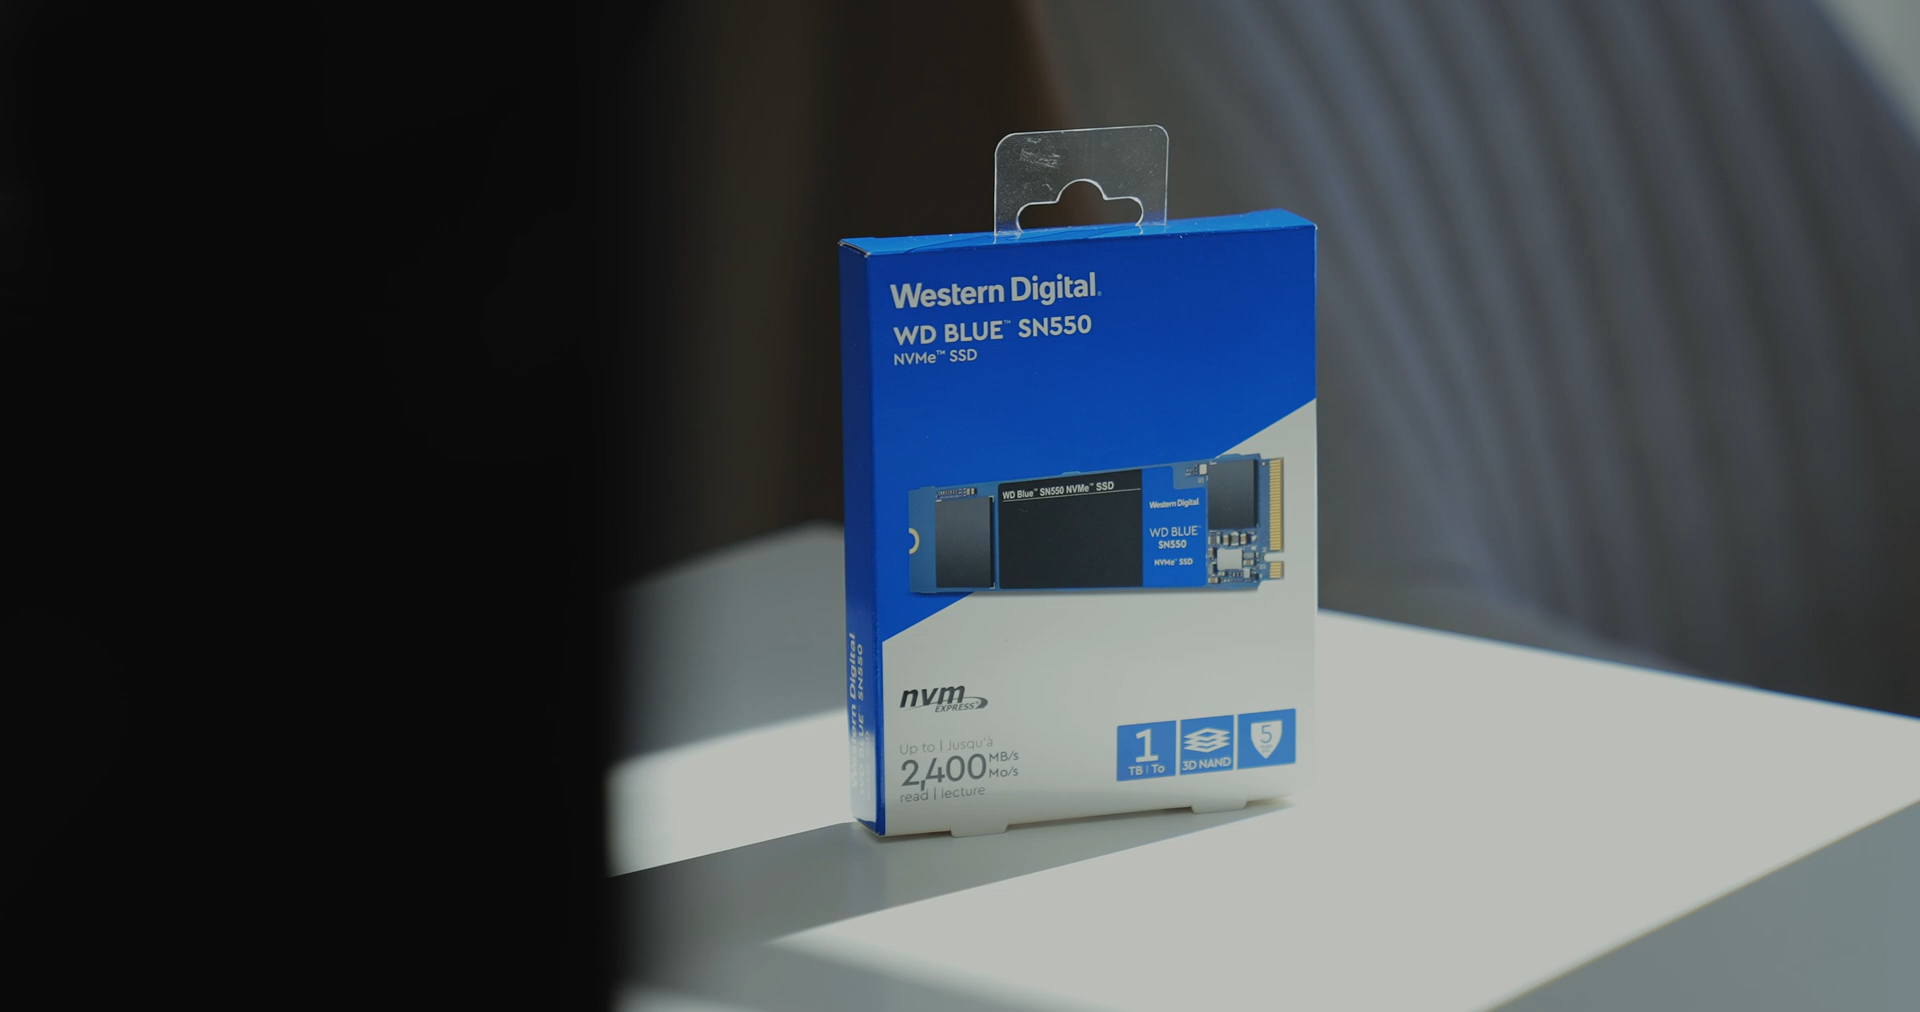 Western Digital®
WD BLUE™ SN550
NVMe™ SSD
WD Blue™ SN550 NVMe™ SSD
Western Digital
WD BLUE™
SN550
NVMe™ SSD
Western Digital
WD BLUE™ SN550
nvm
EXPRESS®
Up to | Jusqu'à
2,400 MB/s
Mo/s
read | lecture
1
TB | To
3D NAND
5